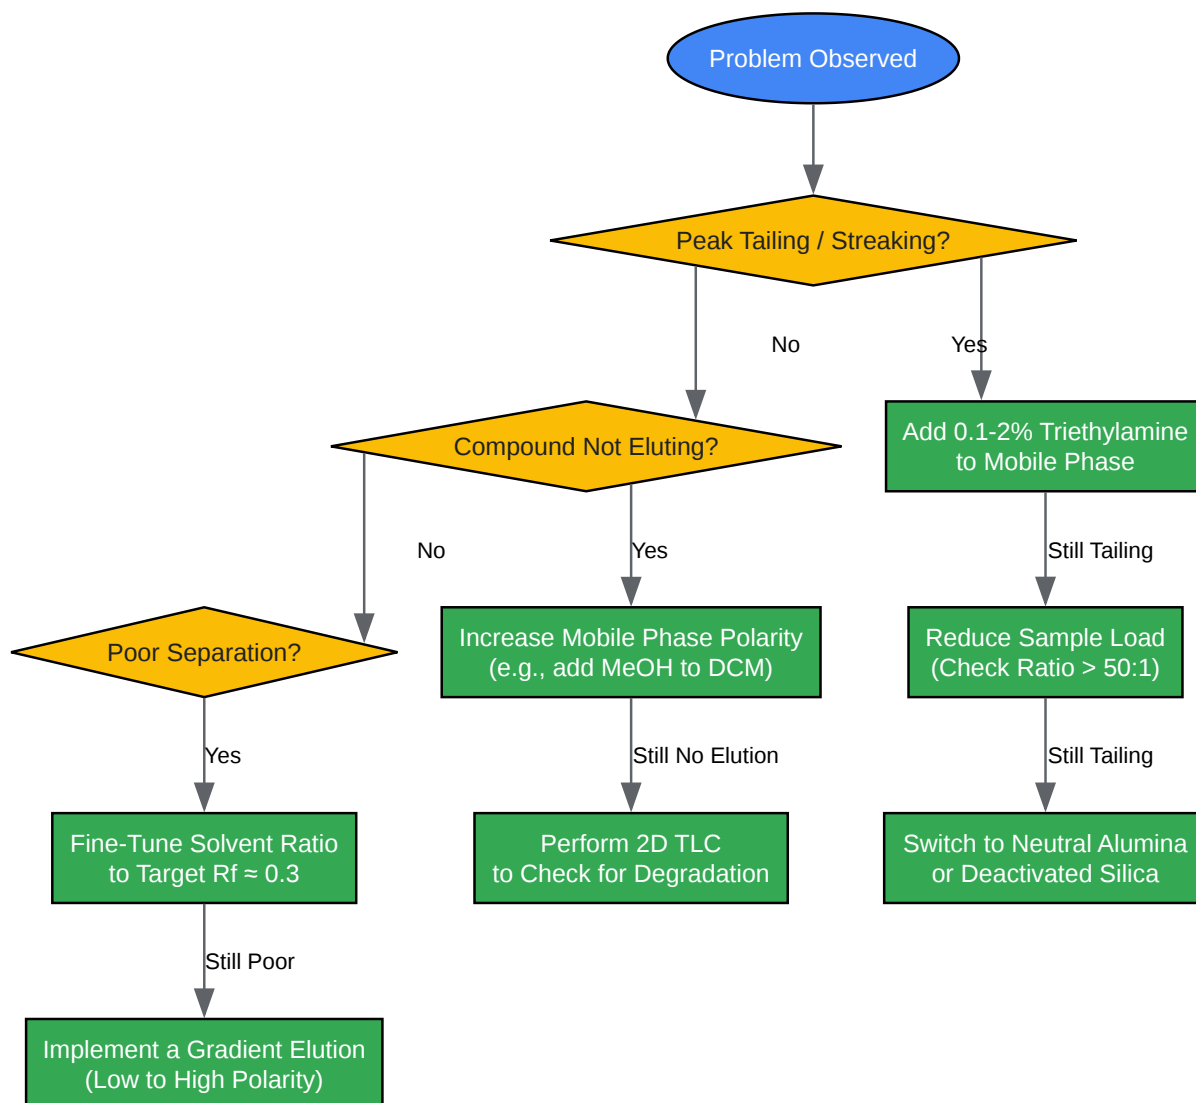 Problem Observed
Peak Tailing / Streaking?
No
Yes
Compound Not Eluting?
Add 0.1-2% Triethylamine
to Mobile Phase
No
Yes
Still Tailing
Poor Separation?
Increase Mobile Phase Polarity
(e.g., add MeOH to DCM)
Reduce Sample Load
(Check Ratio > 50:1)
Yes
Still No Elution
Still Tailing
Fine-Tune Solvent Ratio
to Target Rf ≈ 0.3
Perform 2D TLC
to Check for Degradation
Switch to Neutral Alumina
or Deactivated Silica
Still Poor
Implement a Gradient Elution
(Low to High Polarity)